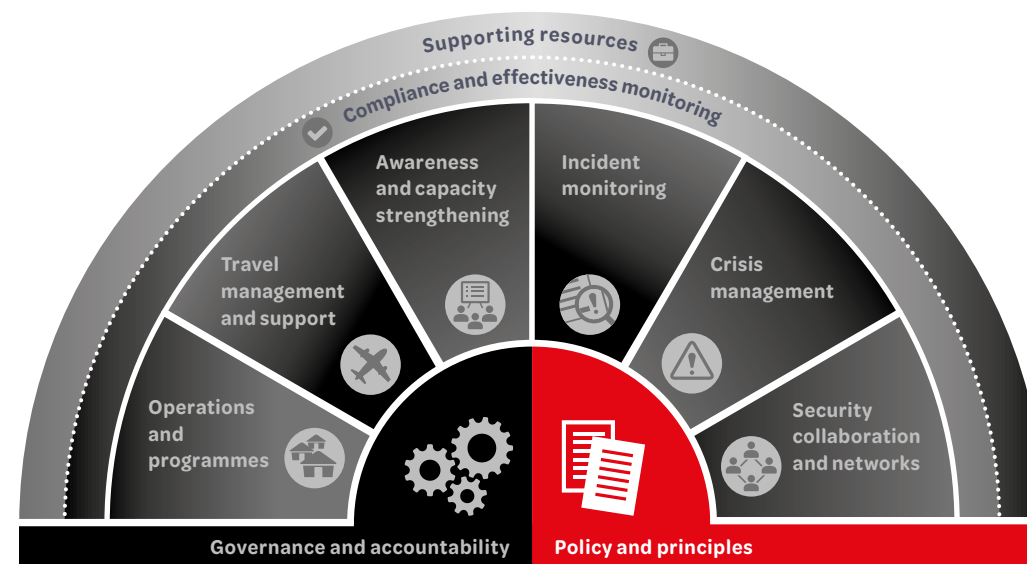 Supporting resources
Compliance and effectiveness monitoring
Awareness
and capacity
strengthening
Incident
monitoring
Travel
management
and support
Crisis
management
Operations
and
programmes
Security
collaboration
and networks
Governance and accountability
Policy and principles